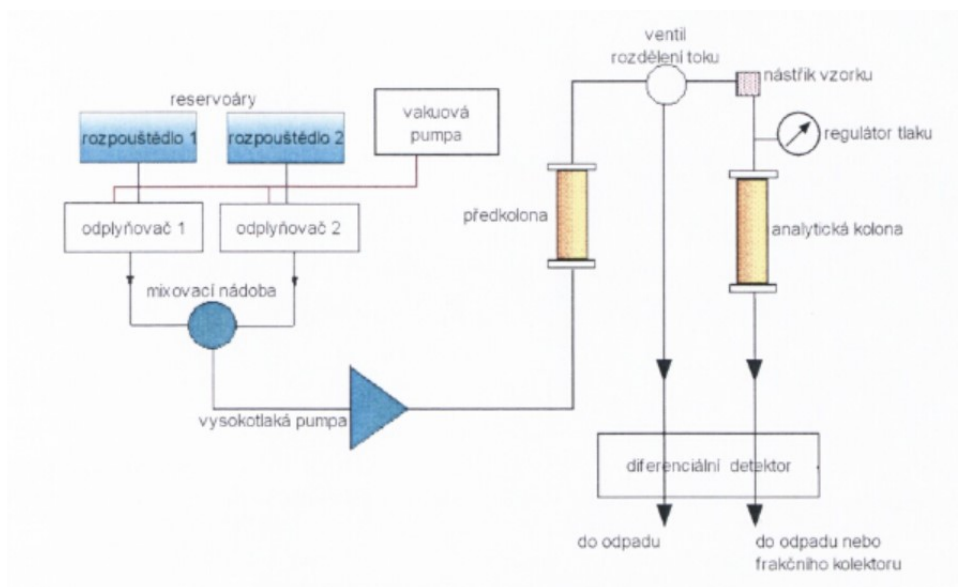 ventil
rozdělení toku
nástřik vzorku
reservoáry
vakuová
pumpa
rozpouštědlo 1
rozpouštědlo 2
regulátor tlaku
předkolona
odplyňovač 1
odplyňovač 2
analytická kolona
mixovací nádoba
vysokotlaká pumpa
diferenciální detektor
do odpadu
do odpadu nebo
frakčního kolektoru